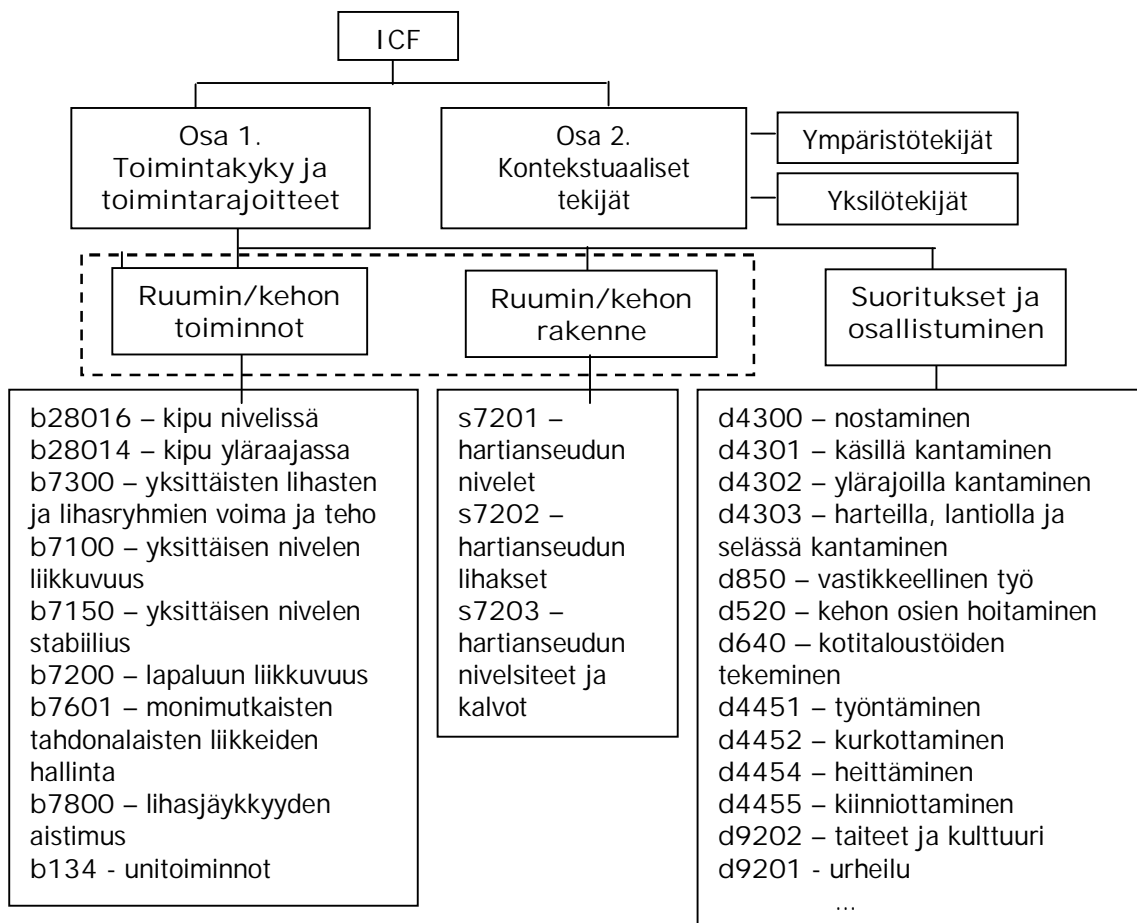 ICF
Osa 1.
Toimintakyky ja
toimintarajoitteet
Osa 2.
Kontekstuaaliset
tekijät
Ympäristötekijät
Yksilötekijät
Ruumin/kehon
toiminnot
Ruumin/kehon
rakenne
Suoritukset ja
osallistuminen
b28016 – kipu nivelissä
b28014 – kipu yläraajassa
b7300 – yksittäisten lihasten
ja lihasryhmien voima ja teho
b7100 – yksittäisen nivelen
liikkuvuus
b7150 – yksittäisen nivelen
stabiilius
b7200 – lapaluun liikkuvuus
b7601 – monimutkaisten
tahdonalaisten liikkeiden
hallinta
b7800 – lihasjäykkyyden
aistimus
b134 - unitoiminnot
s7201 –
hartianseudun
nivelet
s7202 –
hartianseudun
lihakset
s7203 –
hartianseudun
nivelsiteet ja
kalvot
d4300 – nostaminen
d4301 – käsillä kantaminen
d4302 – ylärajoilla kantaminen
d4303 – harteilla, lantiolla ja
selässä kantaminen
d850 – vastikkeellinen työ
d520 – kehon osien hoitaminen
d640 – kotitaloustöiden
tekeminen
d4451 – työntäminen
d4452 – kurkottaminen
d4454 – heittäminen
d4455 – kiinniottaminen
d9202 – taiteet ja kulttuuri
d9201 - urheilu
...